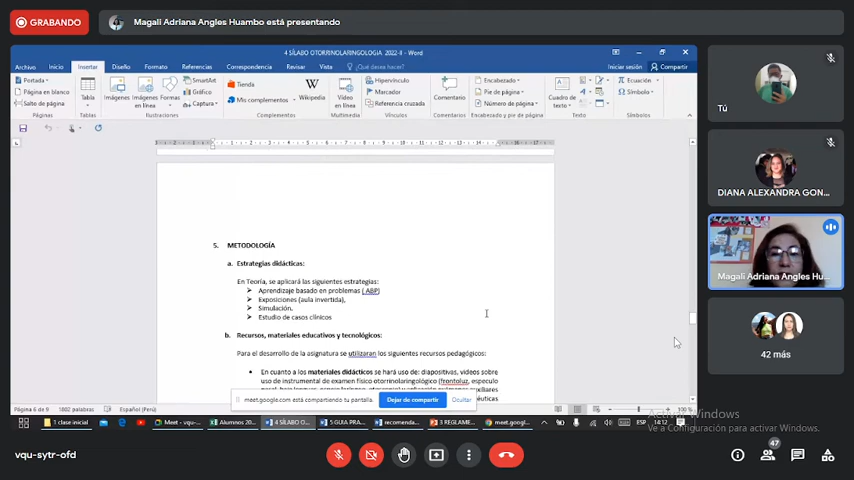 GRABANDO
Magali Adriana Angles Huambo está presentando
4 SÍLABO OTORRINOLARINGOLOGIA 2022-II - Word
Archivo Inicio Insertar Diseño Formato Referencias Correspondencia Revisar Vista ¿Qué desea hacer? Iniciar sesión Compartir
Portada
Página en blanco
Salto de página
Páginas
Tabla
Tablas
Imágenes
Imágenes en línea
Formas
SmartArt
Gráfico
Captura
Ilustraciones
Tienda
Mis complementos
Wikipedia
Complementos
Vídeo en línea
Multimedia
Hipervínculo
Marcador
Referencia cruzada
Vínculos
Comentario
Comentarios
Encabezado
Pie de página
Número de página
Encabezado y pie de página
Cuadro de texto
Texto
Ecuación
Símbolo
Símbolos
5. METODOLOGÍA
a. Estrategias didácticas:
En Teoría, se aplicará las siguientes estrategias:
Aprendizaje basado en problemas ( ABP)
Exposiciones (aula invertida),
Simulación,
Estudio de casos clínicos
b. Recursos, materiales educativos y tecnológicos:
Para el desarrollo de la asignatura se utilizaran los siguientes recursos pedagógicos:
En cuanto a los materiales didácticos se hará uso de: diapositivas, videos sobre
uso de instrumental de examen físico otorrinolaringológico (frontoluz, especulo
meet.google.com está compartiendo tu pantalla.
Dejar de compartir
Ocultar
Página 6 de 9 1802 palabras Español (Perú)
100 %
1 clase inicial
Meet - vqu-...
Alumnos 20...
4 SÍLABO OT...
5 GUIA PRA...
recomenda...
3 REGLAME...
meet.google...
ESP
14:12
Activar Windows
Ve a Configuración para activar Windows.
Tú
DIANA ALEXANDRA GON...
Magali Adriana Angles Hu...
42 más
vqu-sytr-ofd
47